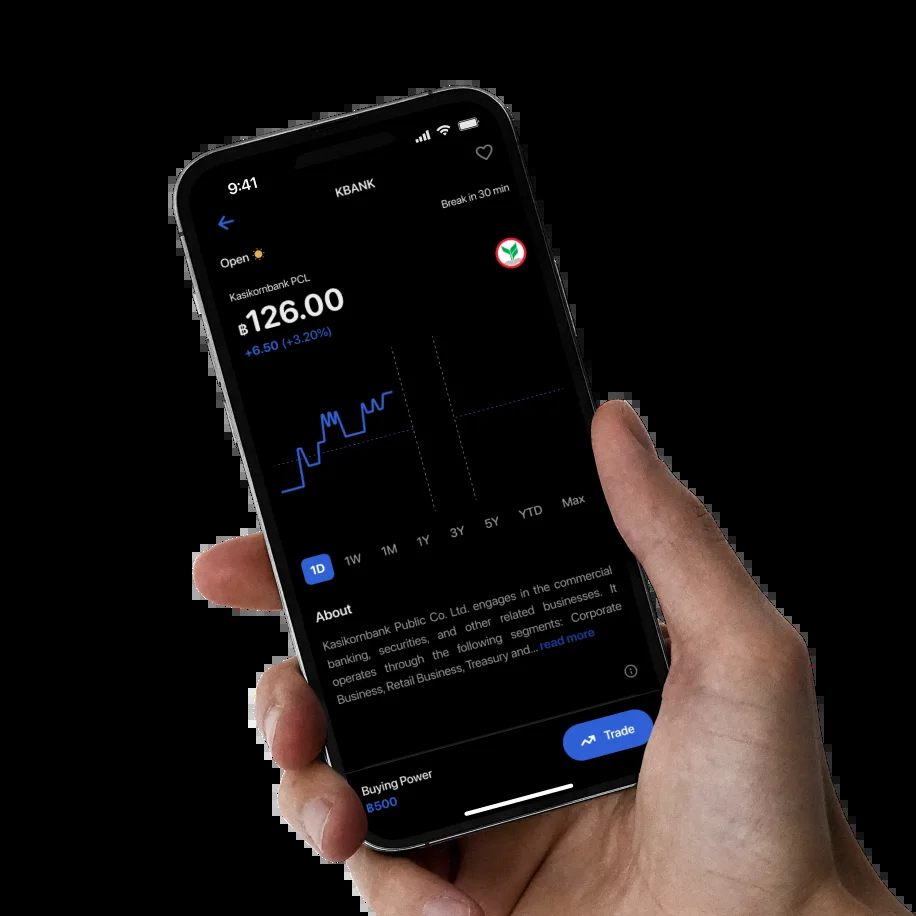 9:41
KBANK
Break in 30 min
Open
Kasikornbank PCL
฿126.00
+6.50 (+3.20%)
1D 1W 1M 1Y 3Y 5Y YTD Max
About
Kasikornbank Public Co. Ltd. engages in the commercial
banking, securities, and other related businesses. It
operates through the following segments: Corporate
Business, Retail Business, Treasury and... read more
Trade
Buying Power
฿500